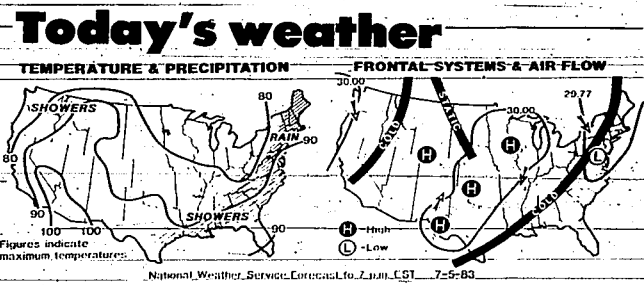 Today's weather
TEMPERATURE & PRECIPITATION
SHOWERS
80
RAIN
90
80
SHOWERS
90
100
100
90
Figures indicate
maximum temperatures
FRONTAL SYSTEMS & AIR FLOW
30.00
STATIC
30.00
29.77
COLD
H
H
H
L
H
COLD
H -High
L -Low
National Weather Service Forecast to 7 p.m. EST 7-5-83